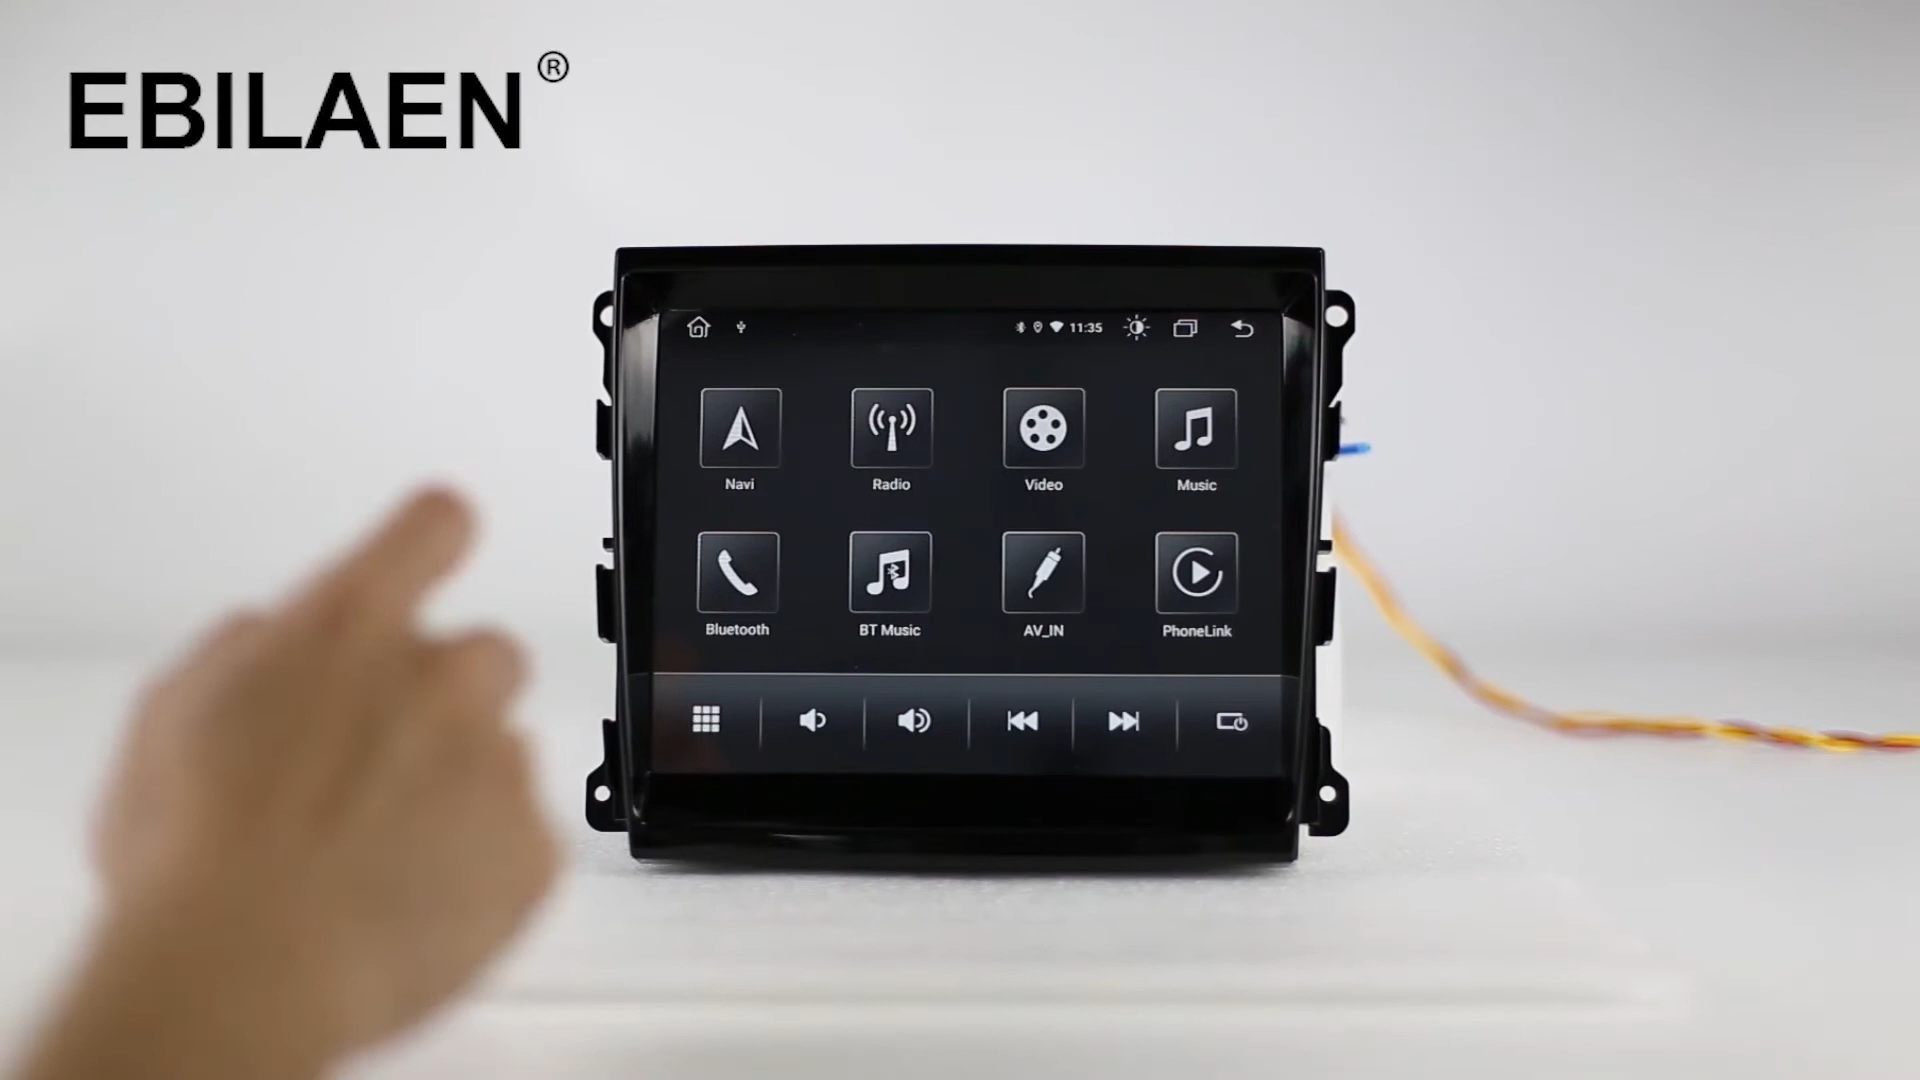 EBILAEN®
11:35
Navi Radio Video Music
Bluetooth BT Music AV_IN PhoneLink